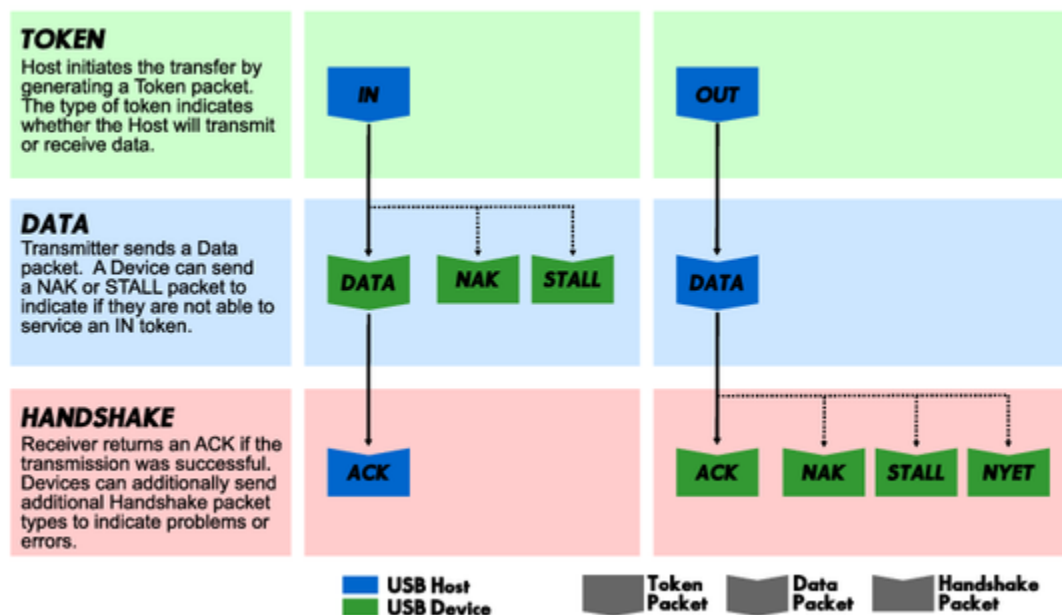 TOKEN
Host initiates the transfer by
generating a Token packet.
The type of token indicates
whether the Host will transmit
or receive data.
IN
OUT
DATA
Transmitter sends a Data
packet.  A Device can send
a NAK or STALL packet to
indicate if they are not able to
service an IN token.
DATA
NAK
STALL
DATA
HANDSHAKE
Receiver returns an ACK if the
transmission was successful.
Devices can additionally send
additional Handshake packet
types to indicate problems or
errors.
ACK
ACK
NAK
STALL
NYET
USB Host
USB Device
Token
Packet
Data
Packet
Handshake
Packet